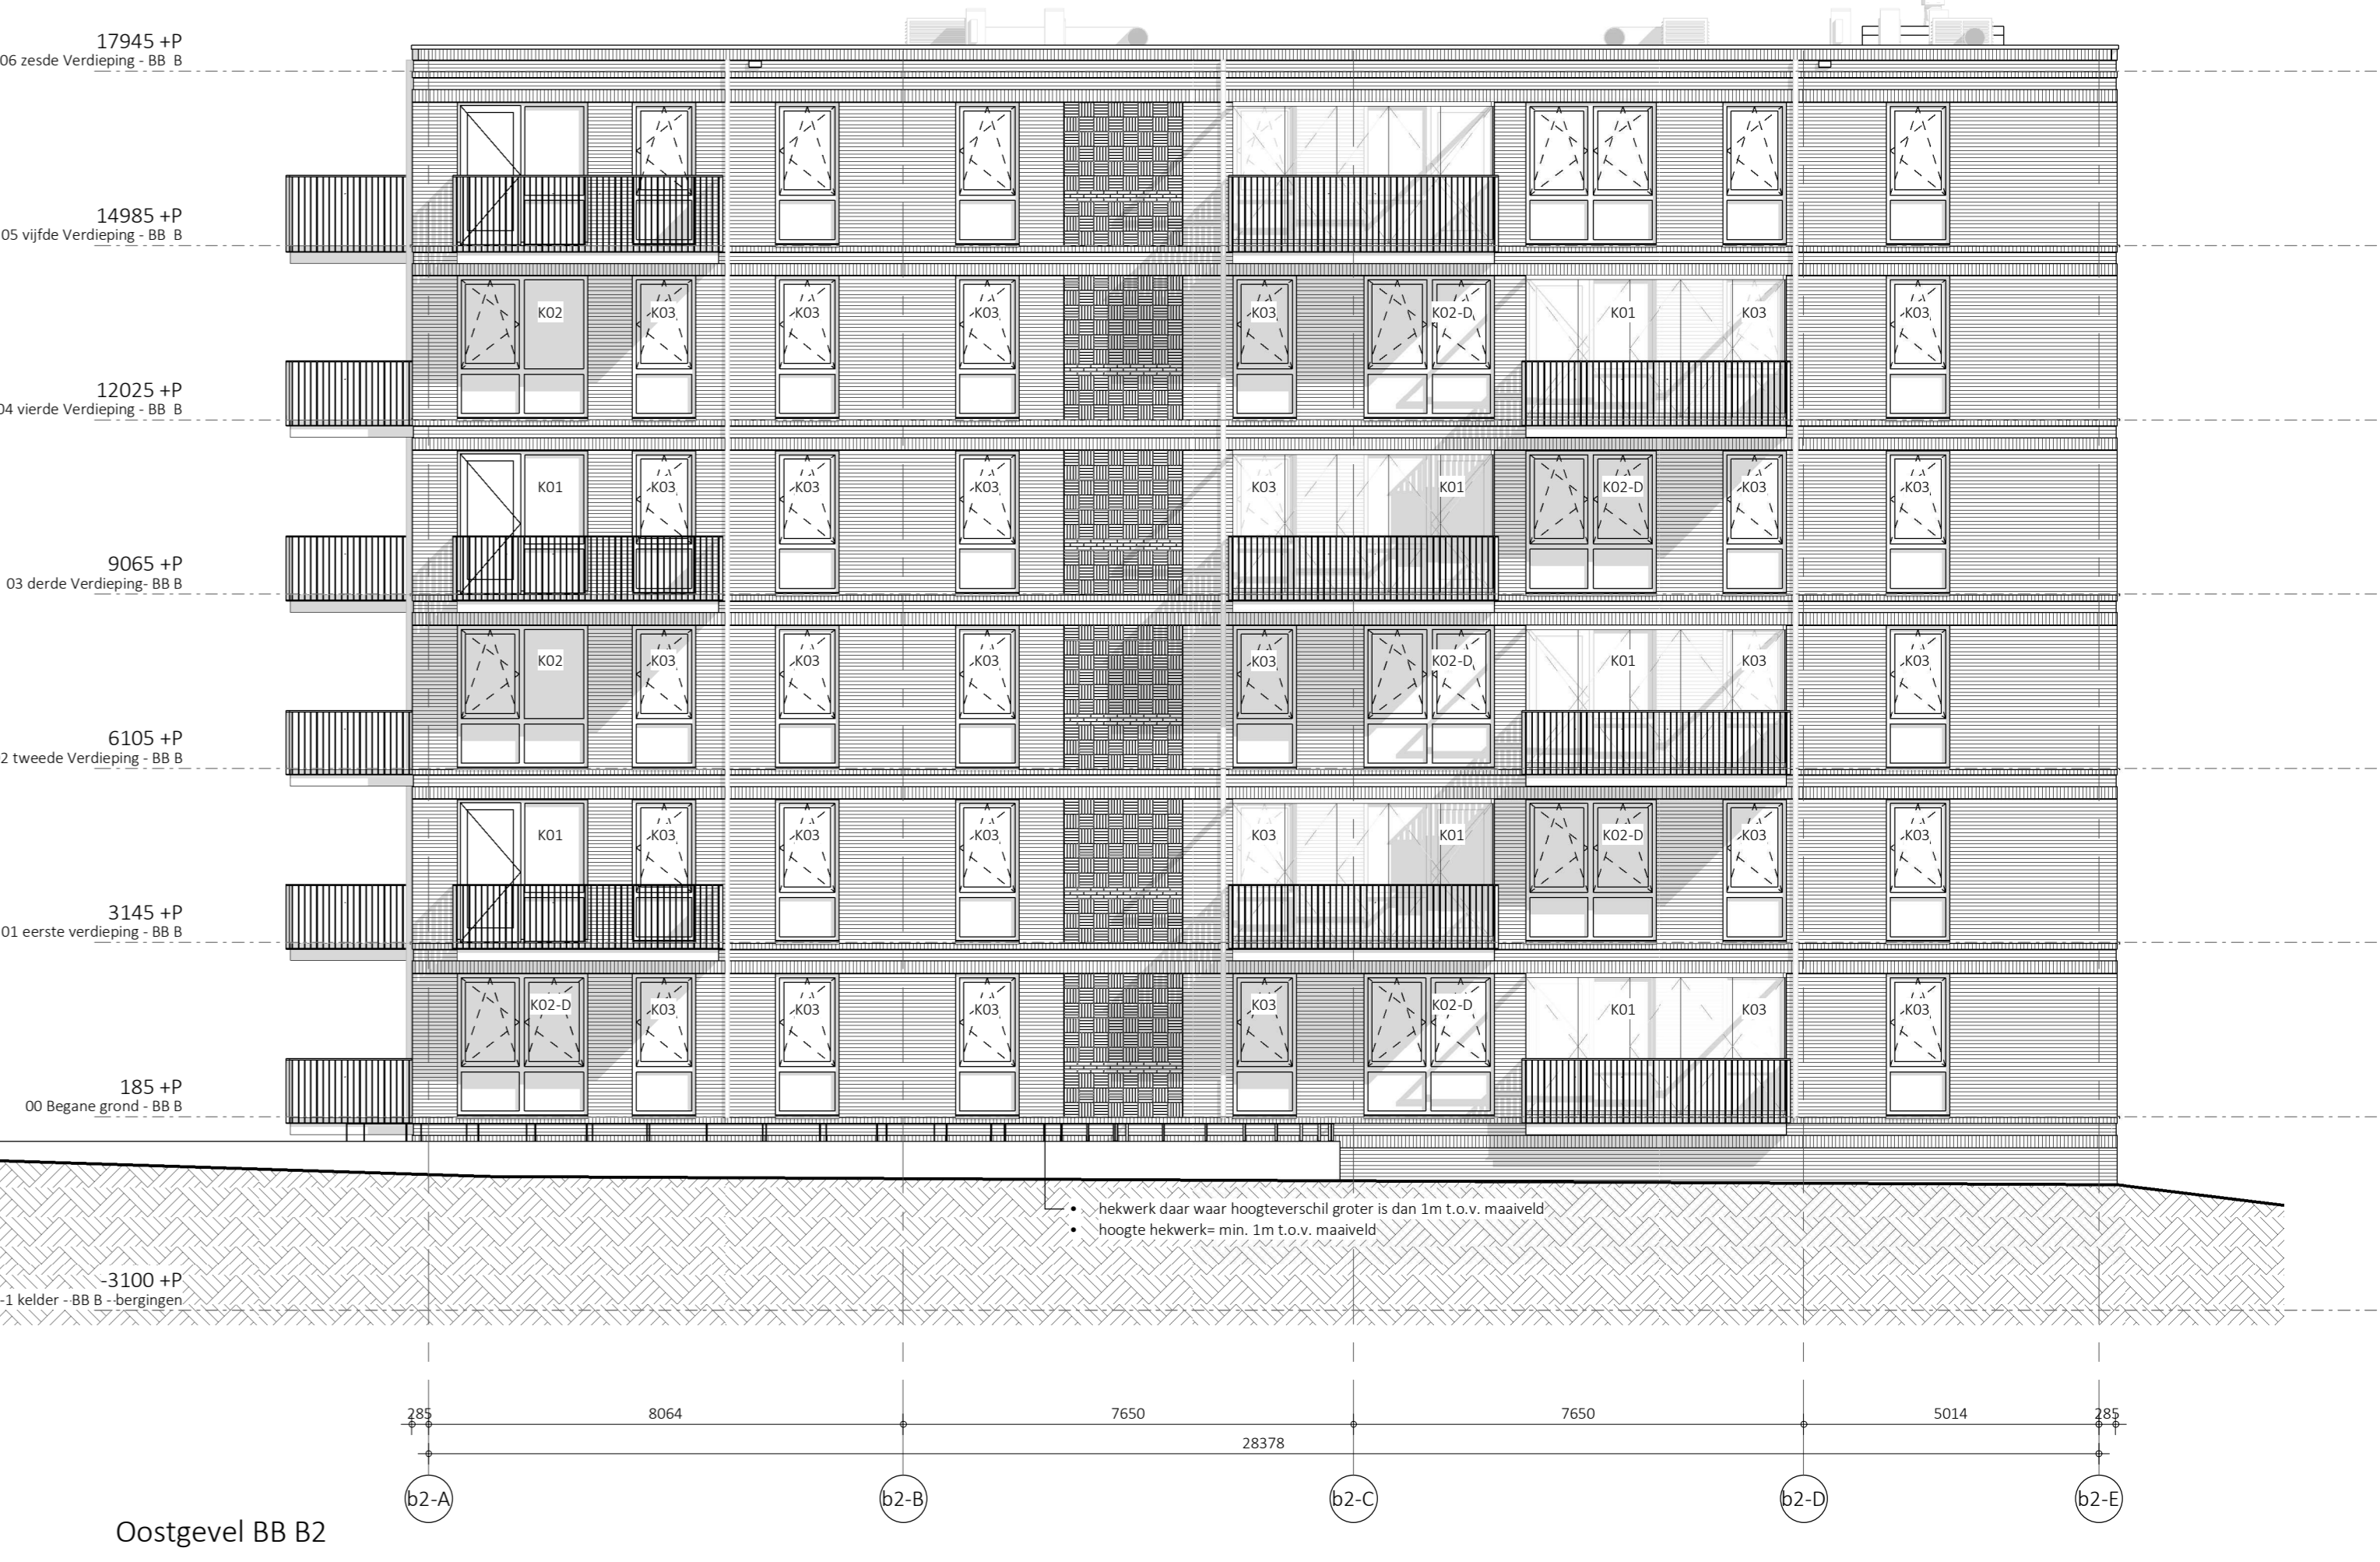 17945 +P
06 zesde Verdieping - BB B
14985 +P
05 vijfde Verdieping - BB B
K02 K03 K03 K03 K03 K02-D K01 K03 K03
12025 +P
04 vierde Verdieping - BB B
K01 K03 K03 K03 K03 K01 K02-D K03 K03
9065 +P
03 derde Verdieping- BB B
K02 K03 K03 K03 K03 K02-D K01 K03 K03
6105 +P
2 tweede Verdieping - BB B
K01 K03 K03 K03 K03 K01 K02-D K03 K03
3145 +P
01 eerste verdieping - BB B
K02-D K03 K03 K03 K03 K02-D K01 K03 K03
185 +P
00 Begane grond - BB B
• hekwerk daar waar hoogteverschil groter is dan 1m t.o.v. maaiveld
• hoogte hekwerk= min. 1m t.o.v. maaiveld
-3100 +P
-1 kelder - BB B - bergingen
285 8064 7650 7650 5014 285
28378
b2-A b2-B b2-C b2-D b2-E
Oostgevel BB B2